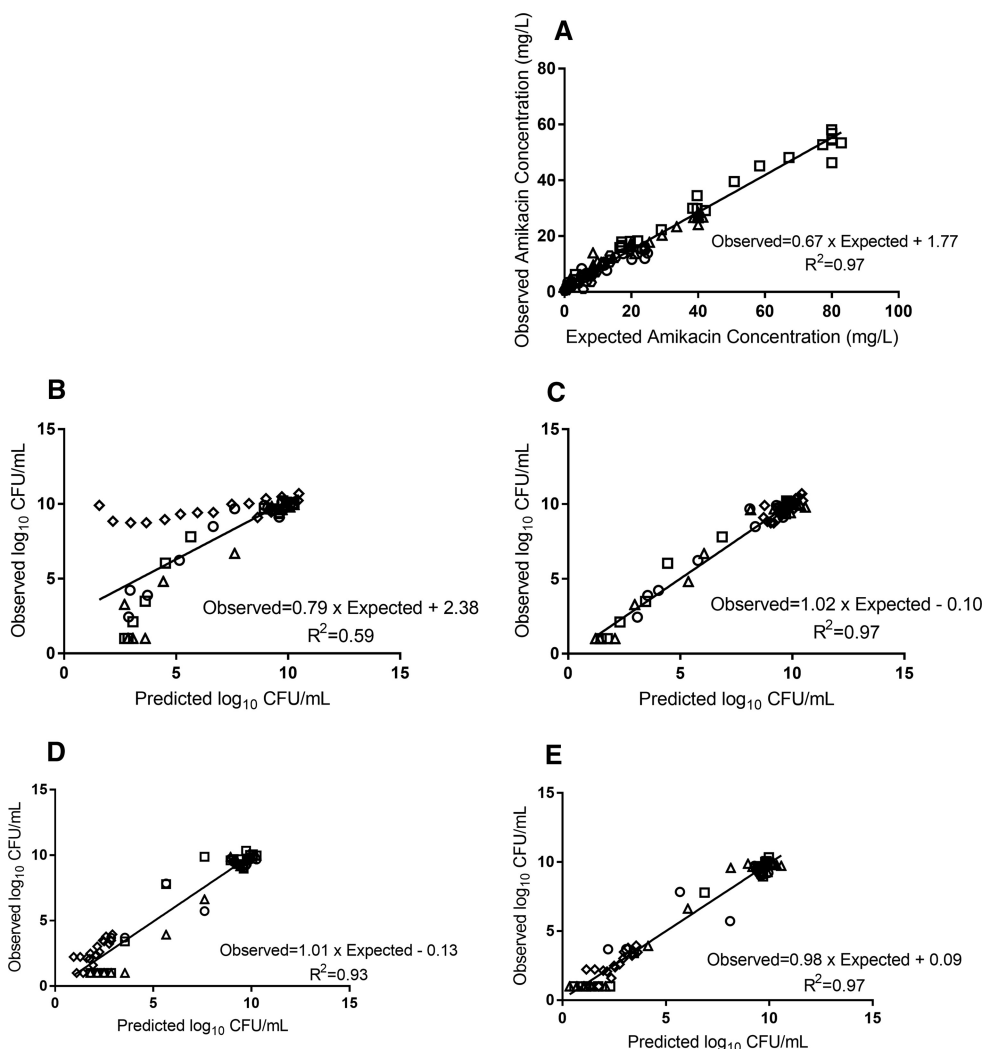 A
Observed Amikacin Concentration (mg/L)
80
60
40
20
0
Observed=0.67 x Expected + 1.77
R2=0.97
0 20 40 60 80 100
Expected Amikacin Concentration (mg/L)
B
Observed log10 CFU/mL
15
10
5
0
Observed=0.79 x Expected + 2.38
R2=0.59
0 5 10 15
Predicted log10 CFU/mL
C
Observed log10 CFU/mL
15
10
5
0
Observed=1.02 x Expected - 0.10
R2=0.97
0 5 10 15
Predicted log10 CFU/mL
D
Observed log10 CFU/mL
15
10
5
0
Observed=1.01 x Expected - 0.13
R2=0.93
0 5 10 15
Predicted log10 CFU/mL
E
Observed log10 CFU/mL
15
10
5
0
Observed=0.98 x Expected + 0.09
R2=0.97
0 5 10 15
Predicted log10 CFU/mL